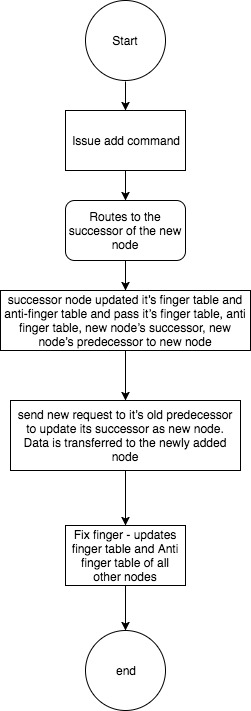 Start
Issue add command
Routes to the
successor of the new
node
successor node updated it's finger table and
anti-finger table and pass it's finger table, anti
finger table, new node's successor, new
node's predecessor to new node
send new request to it's old predecessor
to update its successor as new node.
Data is transferred to the newly added
node
Fix finger - updates
finger table and Anti
finger table of all
other nodes
end